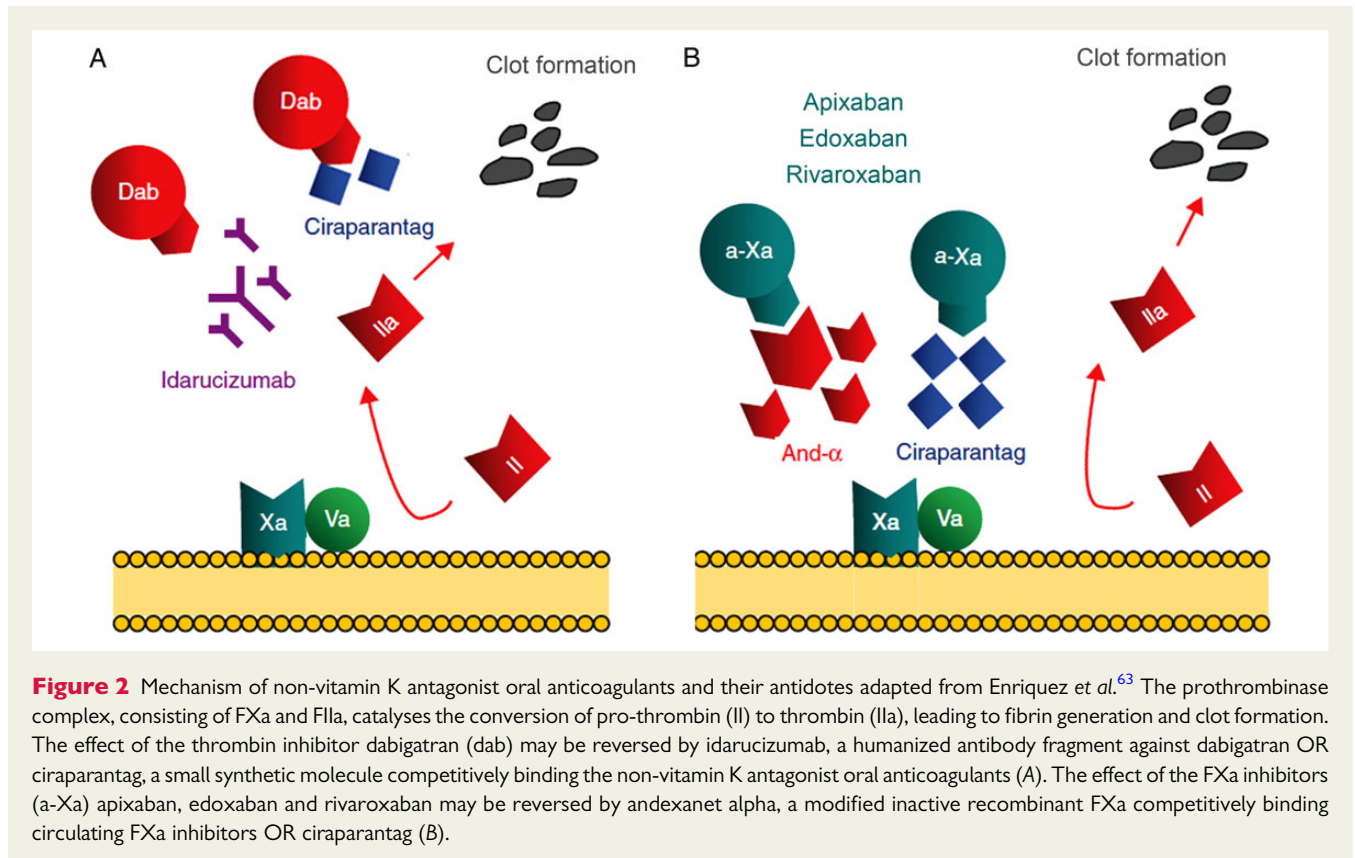 A
Dab
Clot formation
Dab
Ciraparantag
IIa
Idarucizumab
II
Xa
Va
B
Clot formation
Apixaban
Edoxaban
Rivaroxaban
a-Xa
a-Xa
IIa
And-α
Ciraparantag
II
Xa
Va
Figure 2 Mechanism of non-vitamin K antagonist oral anticoagulants and their antidotes adapted from Enriquez et al.63 The prothrombinase
complex, consisting of FXa and FIIa, catalyses the conversion of pro-thrombin (II) to thrombin (IIa), leading to fibrin generation and clot formation.
The effect of the thrombin inhibitor dabigatran (dab) may be reversed by idarucizumab, a humanized antibody fragment against dabigatran OR
ciraparantag, a small synthetic molecule competitively binding the non-vitamin K antagonist oral anticoagulants (A). The effect of the FXa inhibitors
(a-Xa) apixaban, edoxaban and rivaroxaban may be reversed by andexanet alpha, a modified inactive recombinant FXa competitively binding
circulating FXa inhibitors OR ciraparantag (B).